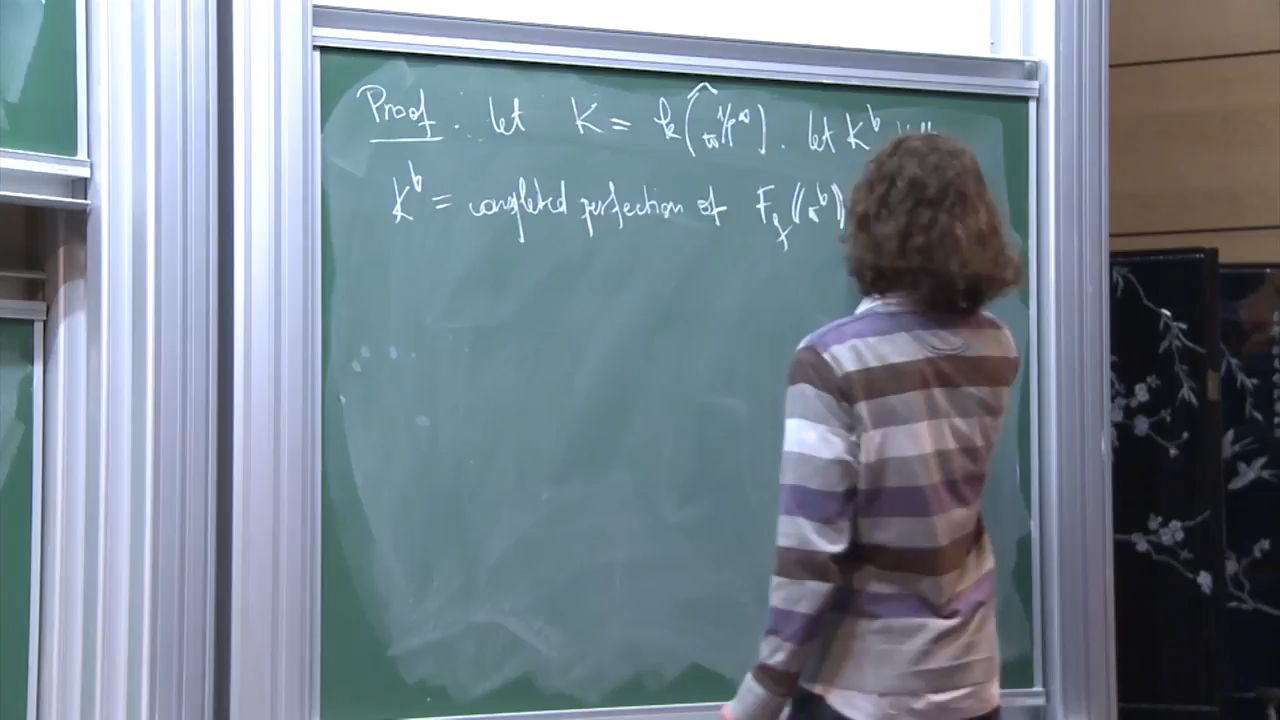 Proof. let K = k(ϖ^{1/p^∞})^. let K^b
K^b = completed perfection of F_q((ϖ^b))